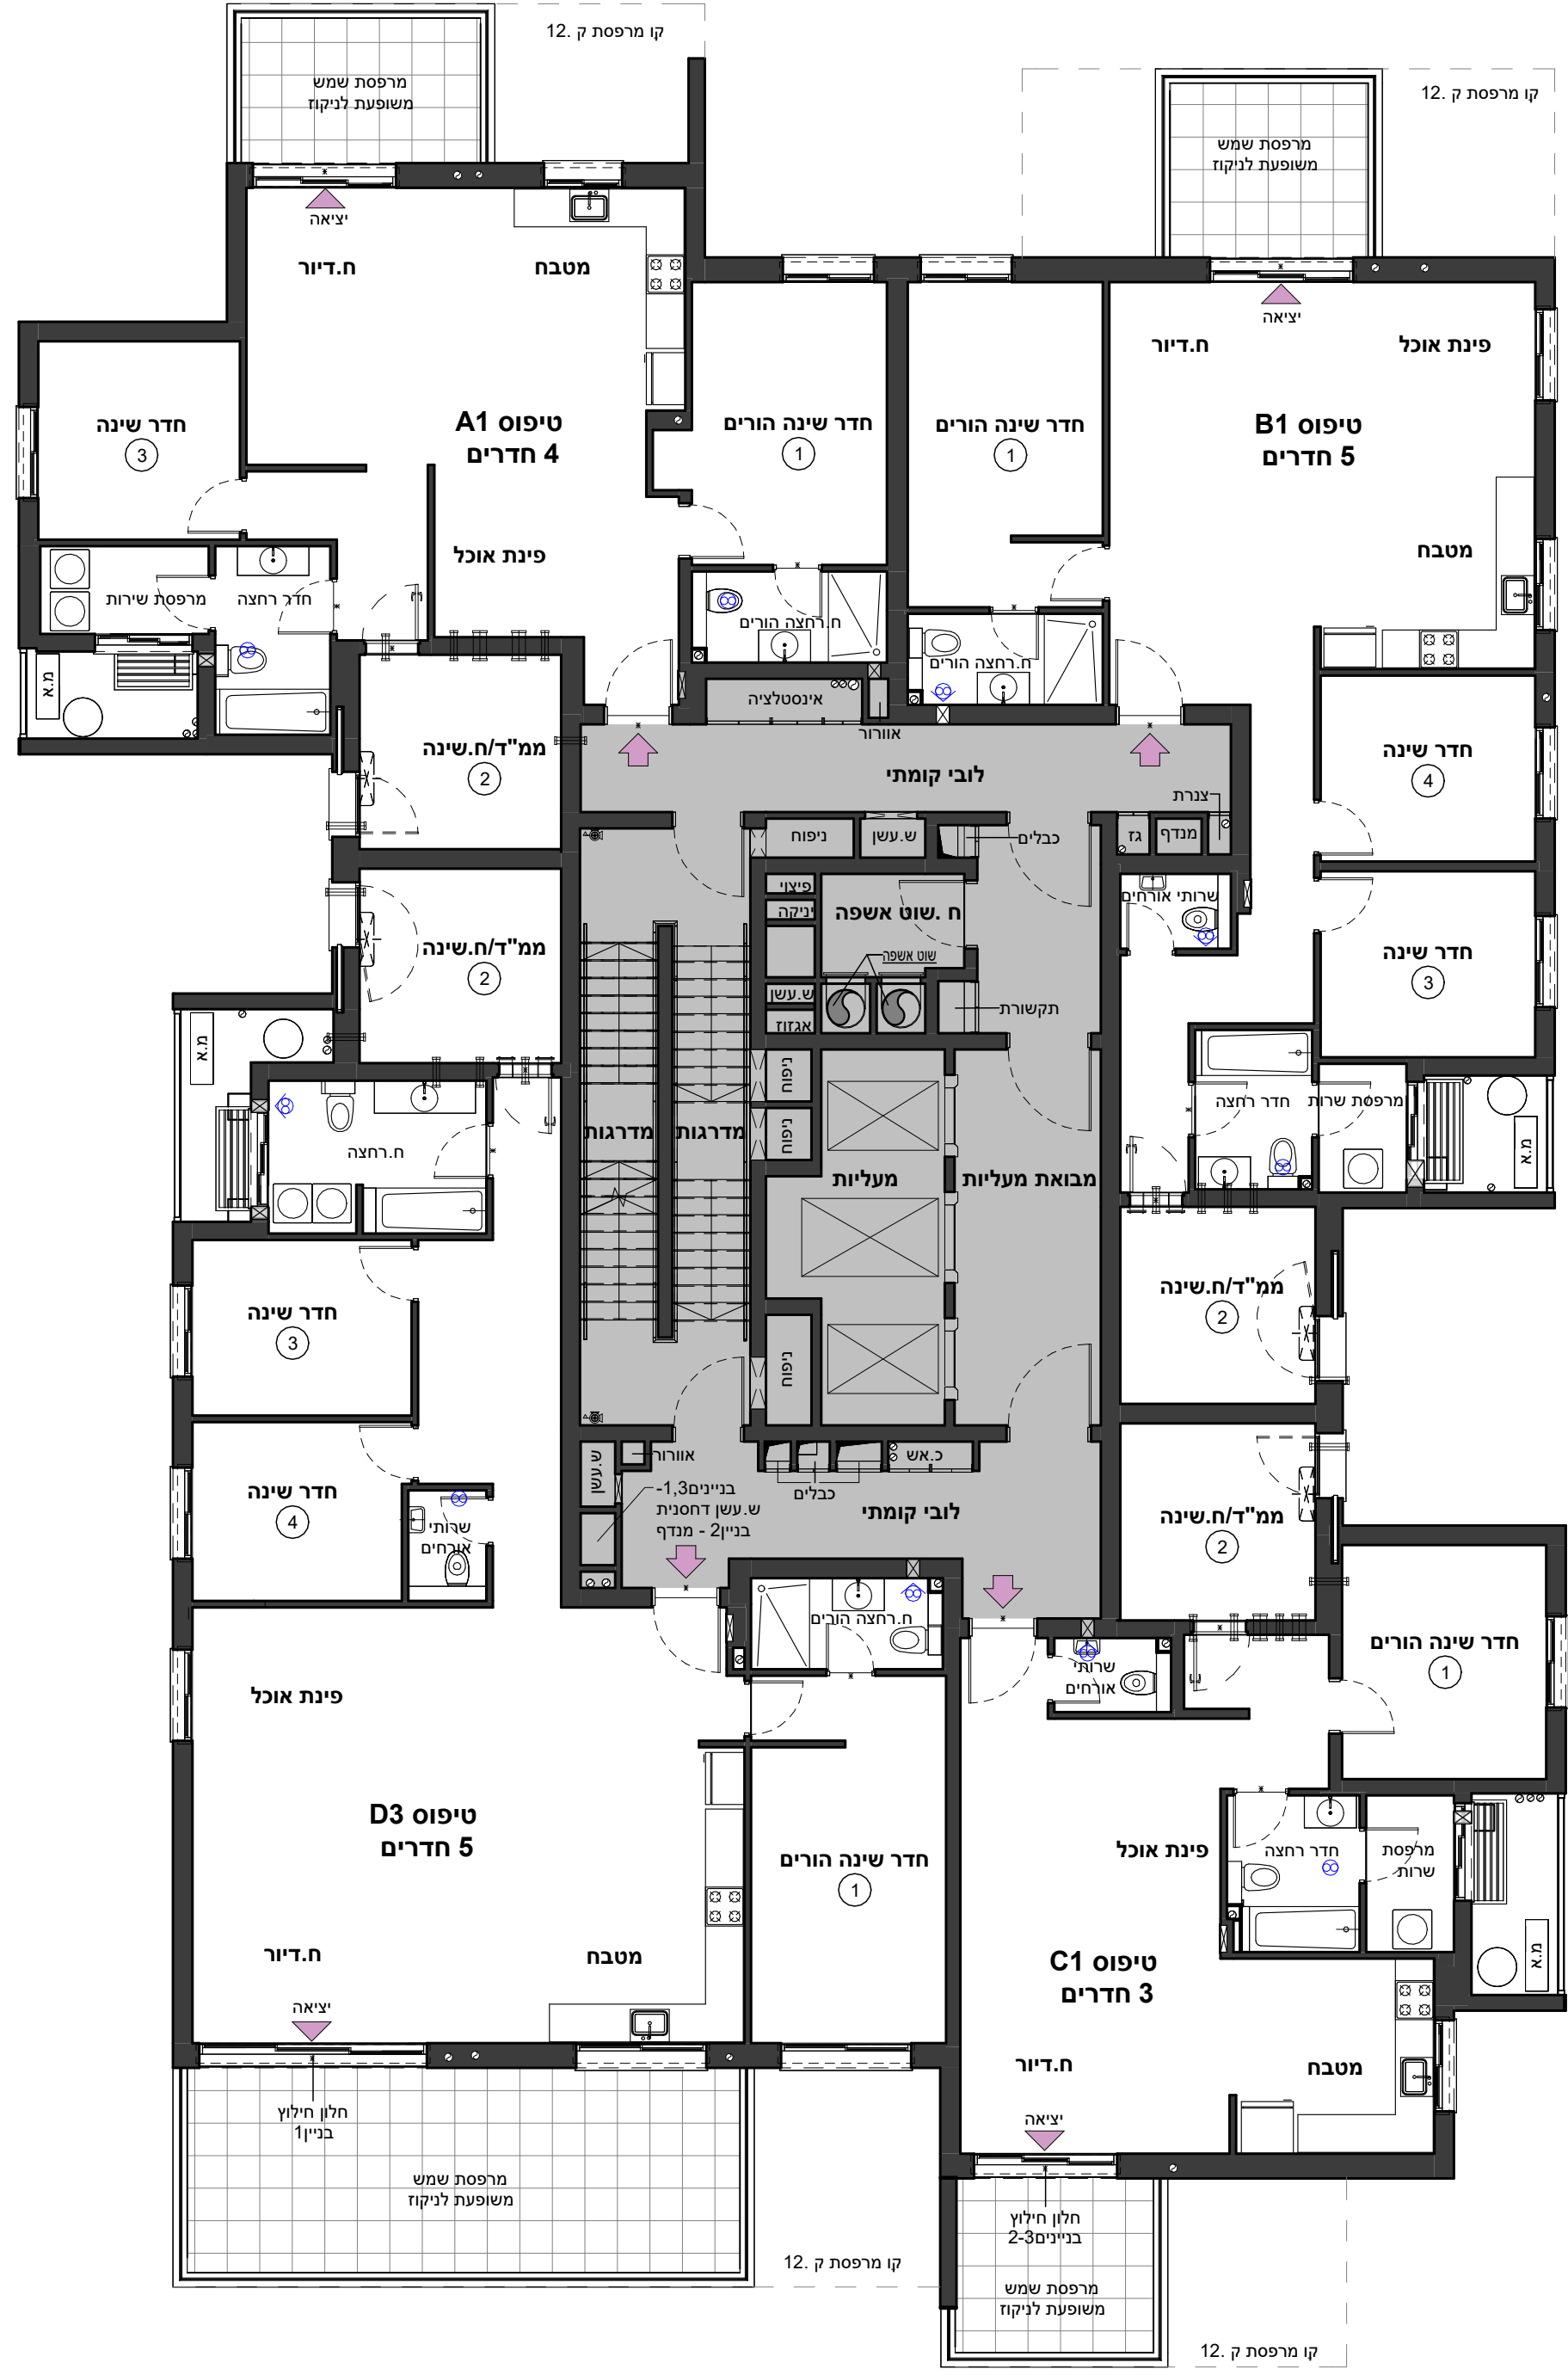 קו מרפסת ק .12
מרפסת שמש
משופעת לניקוז
קו מרפסת ק .12
מרפסת שמש
משופעת לניקוז
יציאה
ח.דיור
מטבח
יציאה
ח.דיור
פינת אוכל
חדר שינה
3
טיפוס A1
4 חדרים
חדר שינה הורים
1
חדר שינה הורים
1
טיפוס B1
5 חדרים
פינת אוכל
מטבח
מרפסת שירות
חדר רחצה
ח.רחצה הורים
ח.רחצה הורים
מ.א
אינסטלציה
אוורור
ממ"ד/ח.שינה
2
לובי קומתי
חדר שינה
4
צנרת
ניפוח
ש.עשן
כבלים
גז
מנדף
פיצוי
יניקה
ח .שוט אשפה
שוט אשפה
שרותי אורחים
ממ"ד/ח.שינה
2
חדר שינה
3
ש.עשן
אגזוז
תקשורת
מ.א
ניפוח
ניפוח
מדרגות
מדרגות
מעליות
מבואת מעליות
חדר רחצה
מרפסת שרות
מ.א
ח.רחצה
ממ"ד/ח.שינה
2
חדר שינה
3
ניפוח
חדר שינה
4
שרותי
אורחים
ש.עשן
אוורור
כבלים
כ.אש
בניינים1,3-
ש.עשן דחסנית
בניין2 - מנדף
לובי קומתי
ממ"ד/ח.שינה
2
ח.רחצה הורים
שרותי
אורחים
חדר שינה הורים
1
פינת אוכל
טיפוס D3
5 חדרים
חדר שינה הורים
1
פינת אוכל
חדר רחצה
מרפסת
שרות
מ.א
ח.דיור
מטבח
טיפוס C1
3 חדרים
יציאה
ח.דיור
מטבח
חלון חילוץ
בניין1
יציאה
מרפסת שמש
משופעת לניקוז
חלון חילוץ
בניינים2-3
קו מרפסת ק .12
מרפסת שמש
משופעת לניקוז
קו מרפסת ק .12